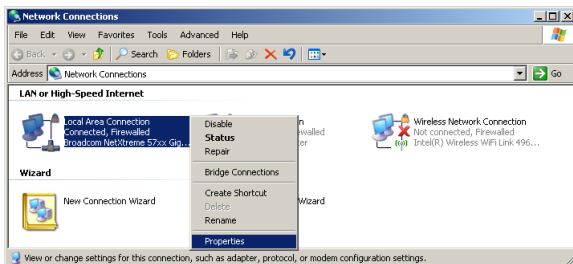 Network Connections
File Edit View Favorites Tools Advanced Help
Back Search Folders
Address Network Connections Go
LAN or High-Speed Internet
Local Area Connection
Connected, Firewalled
Broadcom NetXtreme 57xx Gig...
Disable
Status
Repair
Bridge Connections
Create Shortcut
Delete
Rename
Properties
Wireless Network Connection
Not connected, Firewalled
Intel(R) Wireless WiFi Link 496...
Wizard
New Connection Wizard
Wizard
View or change settings for this connection, such as adapter, protocol, or modem configuration settings.